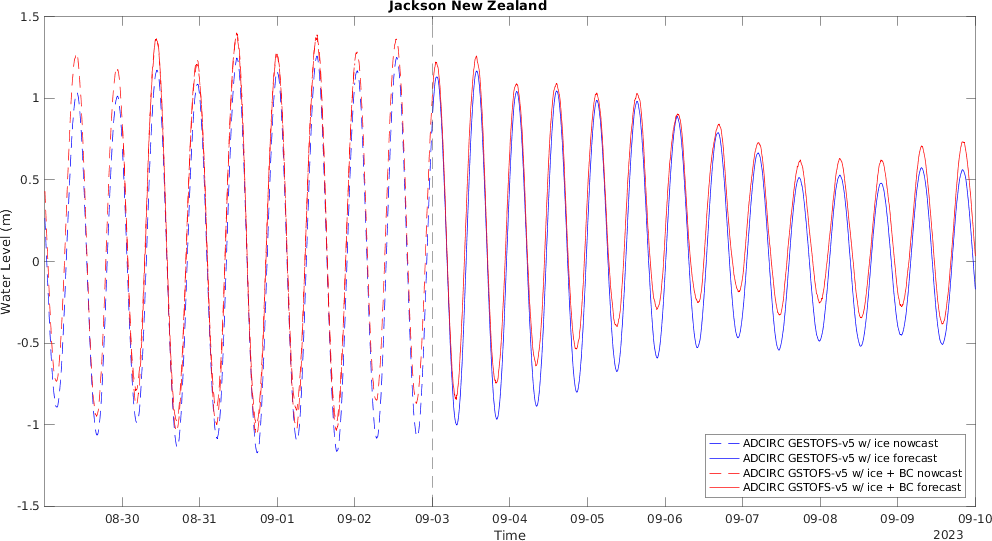 Jackson New Zealand
1.5
1
0.5
0
-0.5
-1
-1.5
Water Level (m)
08-30 08-31 09-01 09-02 09-03 09-04 09-05 09-06 09-07 09-08 09-09 09-10
Time
2023
ADCIRC GESTOFS-v5 w/ ice nowcast
ADCIRC GESTOFS-v5 w/ ice forecast
ADCIRC GSTOFS-v5 w/ ice + BC nowcast
ADCIRC GSTOFS-v5 w/ ice + BC forecast